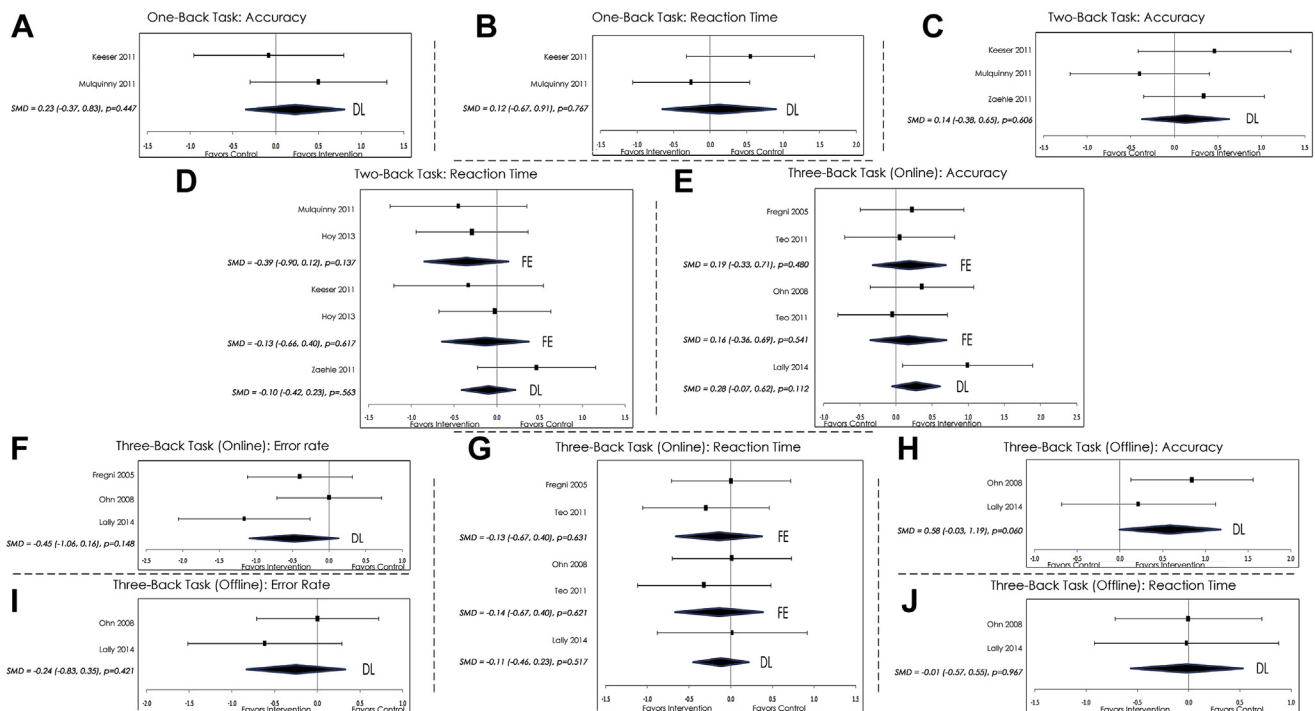 A
One-Back Task: Accuracy
Keeser 2011
Mulquinny 2011
SMD = 0.23 (-0.37, 0.83), p=0.447
DL
-1.0 -0.5 0.0 0.5 1.0 1.5
Favors Control Favors Intervention
B
One-Back Task: Reaction Time
Keeser 2011
Mulquinny 2011
SMD = 0.12 (-0.67, 0.91), p=0.767
DL
-1.5 -1.0 -0.5 0.0 0.5 1.0 1.5 2.0
Favors Intervention Favors Control
C
Two-Back Task: Accuracy
Keeser 2011
Mulquinny 2011
Zaehle 2011
SMD = 0.14 (-0.38, 0.65), p=0.606
DL
-1.5 -1.0 -0.5 0.0 0.5 1.0 1.5
Favors Control Favors Intervention
D
Two-Back Task: Reaction Time
Mulquinny 2011
Hoy 2013
SMD = -0.39 (-0.90, 0.12), p=0.137
FE
Keeser 2011
Hoy 2013
SMD = -0.13 (-0.66, 0.40), p=0.617
FE
Zaehle 2011
SMD = -0.10 (-0.42, 0.23), p=.563
DL
-1.5 -1.0 -0.5 0.0 0.5 1.0 1.5
Favors Intervention Favors Control
E
Three-Back Task (Online): Accuracy
Fregni 2005
Teo 2011
SMD = 0.19 (-0.33, 0.71), p=0.480
FE
Ohn 2008
Teo 2011
SMD = 0.16 (-0.36, 0.69), p=0.541
FE
Lally 2014
SMD = 0.28 (-0.07, 0.62), p=0.112
DL
-1.0 -0.5 0.0 0.5 1.0 1.5 2.0 2.5
Favors Control Favors Intervention
F
Three-Back Task (Online): Error rate
Fregni 2005
Ohn 2008
Lally 2014
SMD = -0.45 (-1.06, 0.16), p=0.148
DL
-2.5 -2.0 -1.5 -1.0 -0.5 0.0 0.5 1.0
Favors Intervention Favors Control
G
Three-Back Task (Online): Reaction Time
Fregni 2005
Teo 2011
SMD = -0.13 (-0.67, 0.40), p=0.631
FE
Ohn 2008
Teo 2011
SMD = -0.14 (-0.67, 0.40), p=0.621
FE
Lally 2014
SMD = -0.11 (-0.46, 0.23), p=0.517
DL
-1.5 -1.0 -0.5 0.0 0.5 1.0 1.5
Favors Intervention Favors Control
H
Three-Back Task (Offline): Accuracy
Ohn 2008
Lally 2014
SMD = 0.58 (-0.03, 1.19), p=0.060
DL
-1.0 -0.5 0.0 0.5 1.0 1.5 2.0
Favors Control Favors Intervention
I
Three-Back Task (Offline): Error Rate
Ohn 2008
Lally 2014
SMD = -0.24 (-0.83, 0.35), p=0.421
DL
-2.0 -1.5 -1.0 -0.5 0.0 0.5 1.0
Favors Intervention Favors Control
J
Three-Back Task (Offline): Reaction Time
Ohn 2008
Lally 2014
SMD = -0.01 (-0.57, 0.55), p=0.967
DL
-1.5 -1.0 -0.5 0.0 0.5 1.0
Favors Intervention Favors Control